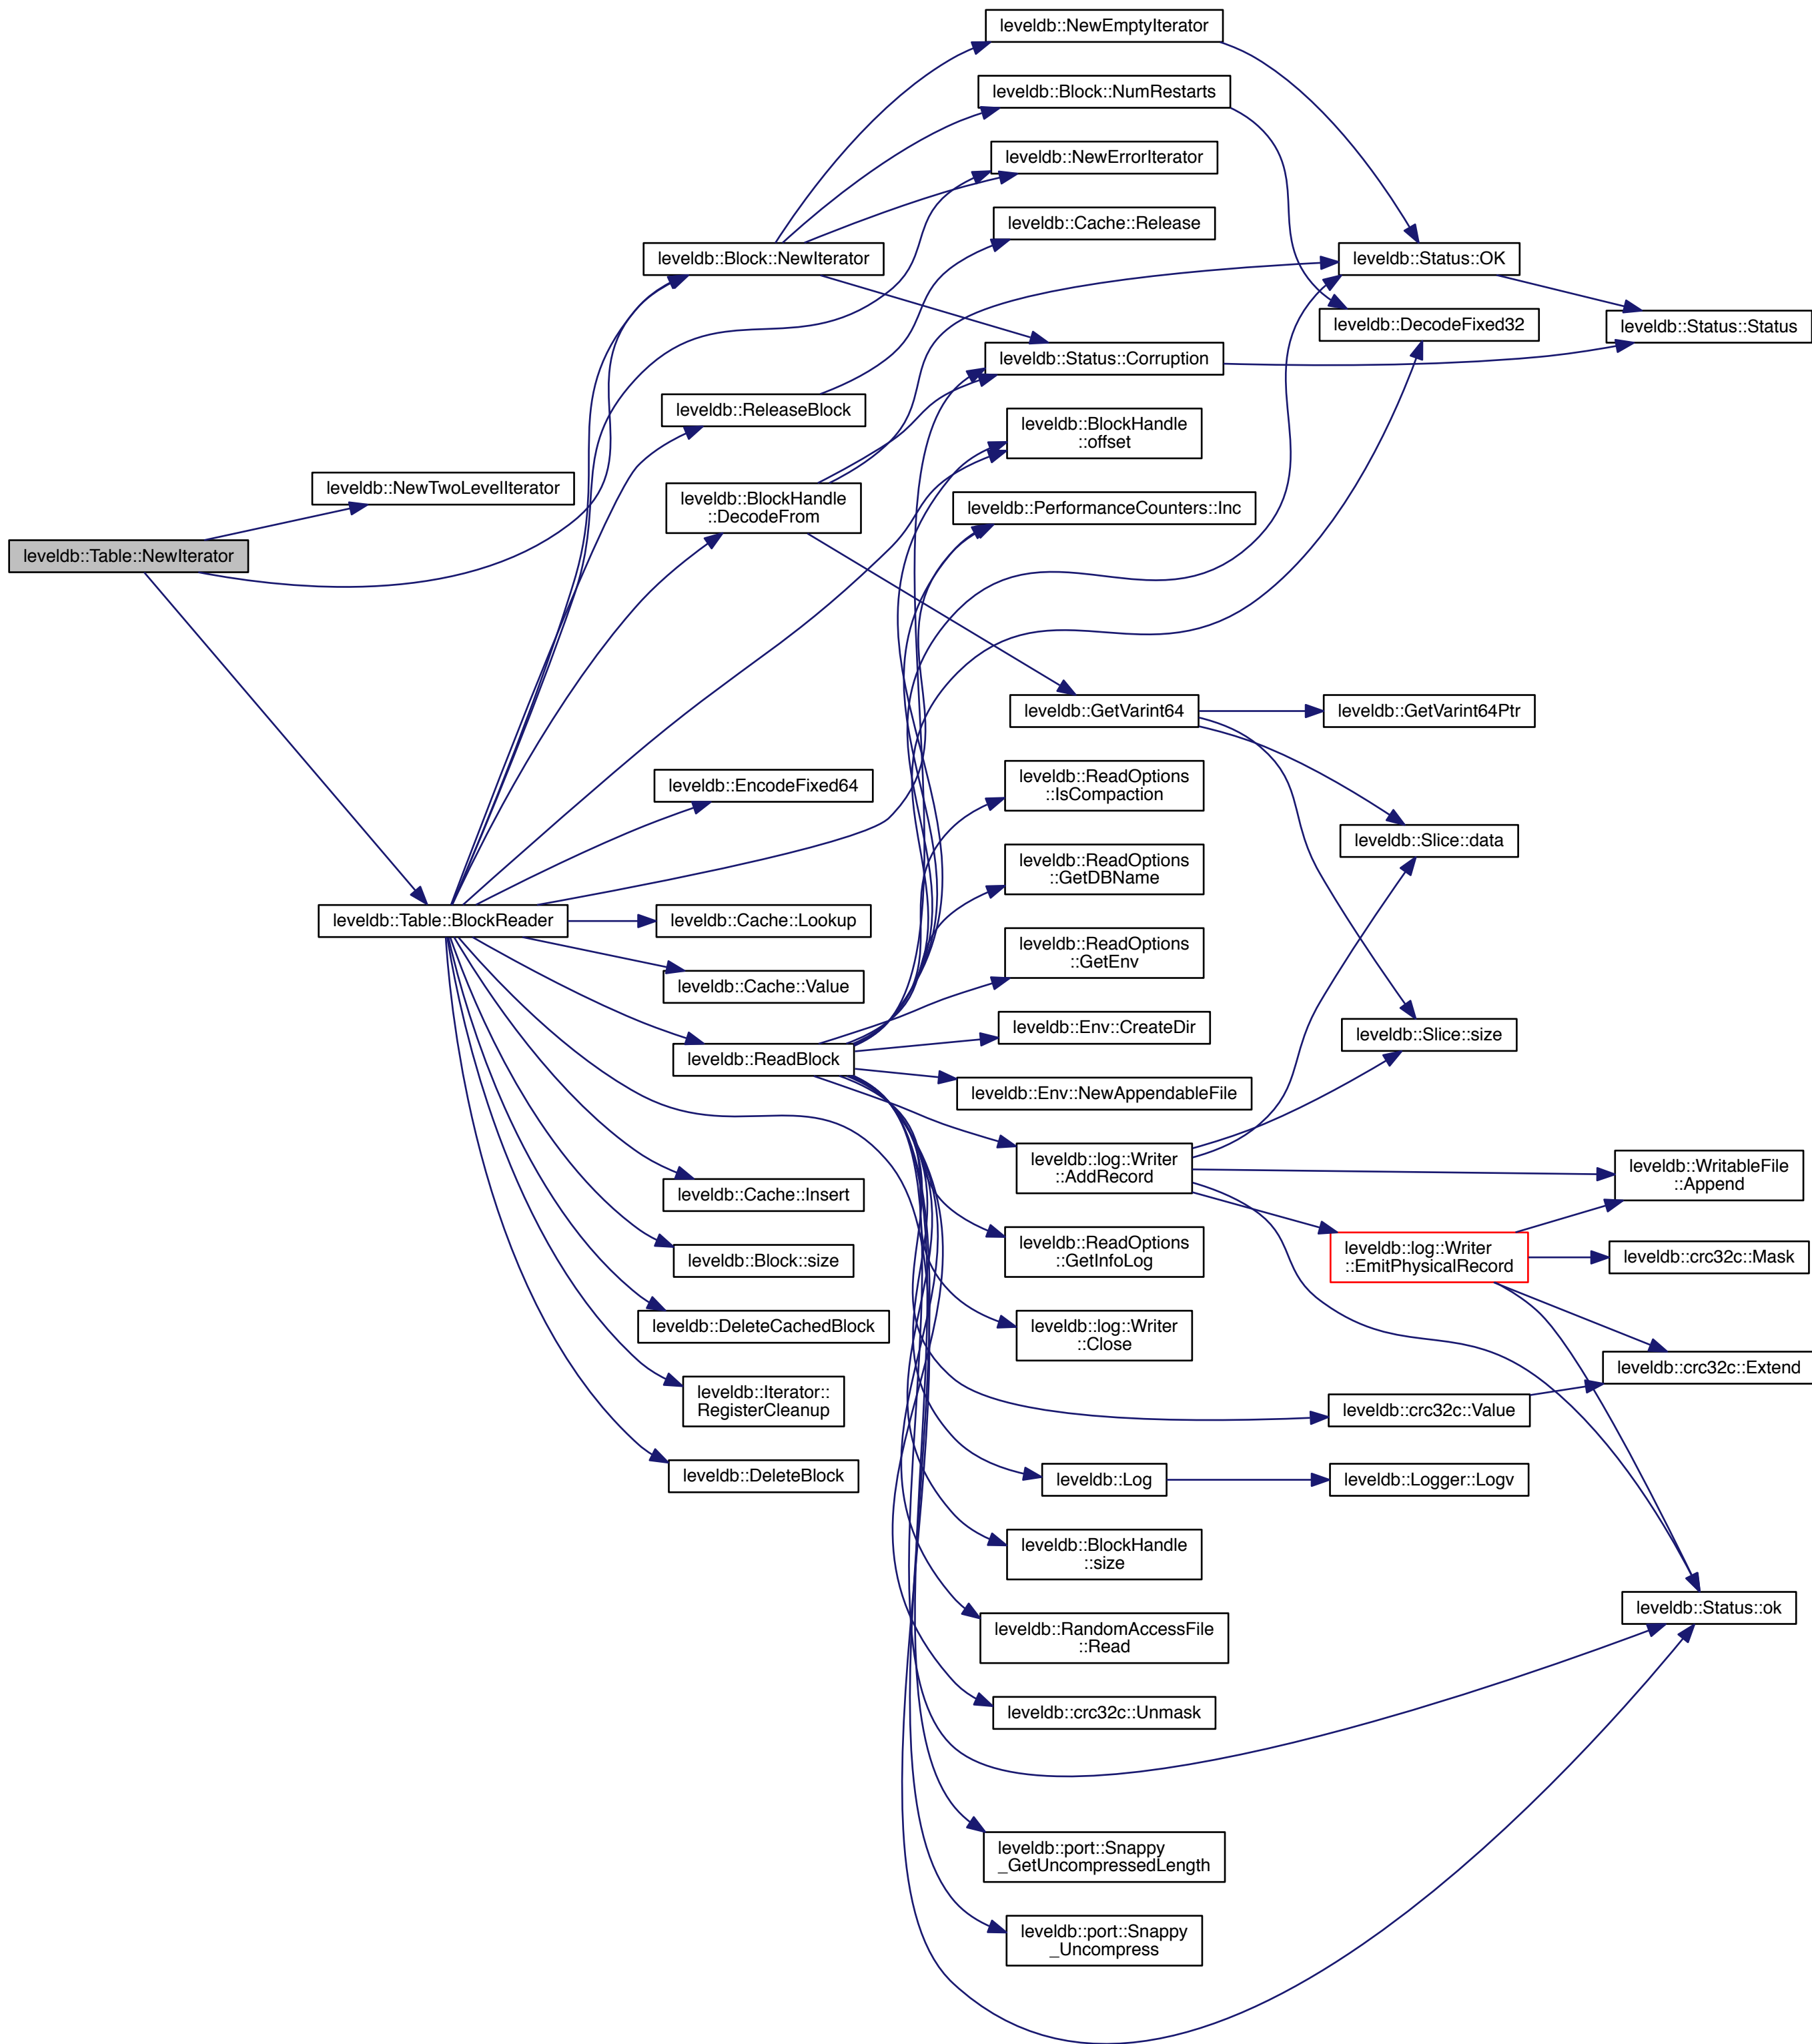 leveldb::Table::NewIterator
leveldb::NewTwoLevelIterator
leveldb::Table::BlockReader
leveldb::Block::NewIterator
leveldb::ReleaseBlock
leveldb::BlockHandle
::DecodeFrom
leveldb::EncodeFixed64
leveldb::Cache::Lookup
leveldb::Cache::Value
leveldb::ReadBlock
leveldb::Cache::Insert
leveldb::Block::size
leveldb::DeleteCachedBlock
leveldb::Iterator::
RegisterCleanup
leveldb::DeleteBlock
leveldb::NewEmptyIterator
leveldb::Block::NumRestarts
leveldb::NewErrorIterator
leveldb::Cache::Release
leveldb::Status::Corruption
leveldb::BlockHandle
::offset
leveldb::PerformanceCounters::Inc
leveldb::GetVarint64
leveldb::ReadOptions
::IsCompaction
leveldb::ReadOptions
::GetDBName
leveldb::ReadOptions
::GetEnv
leveldb::Env::CreateDir
leveldb::Env::NewAppendableFile
leveldb::log::Writer
::AddRecord
leveldb::ReadOptions
::GetInfoLog
leveldb::log::Writer
::Close
leveldb::Log
leveldb::BlockHandle
::size
leveldb::RandomAccessFile
::Read
leveldb::crc32c::Unmask
leveldb::port::Snappy
_GetUncompressedLength
leveldb::port::Snappy
_Uncompress
leveldb::Status::OK
leveldb::DecodeFixed32
leveldb::GetVarint64Ptr
leveldb::Slice::data
leveldb::Slice::size
leveldb::log::Writer
::EmitPhysicalRecord
leveldb::crc32c::Value
leveldb::Logger::Logv
leveldb::Status::Status
leveldb::WritableFile
::Append
leveldb::crc32c::Mask
leveldb::crc32c::Extend
leveldb::Status::ok